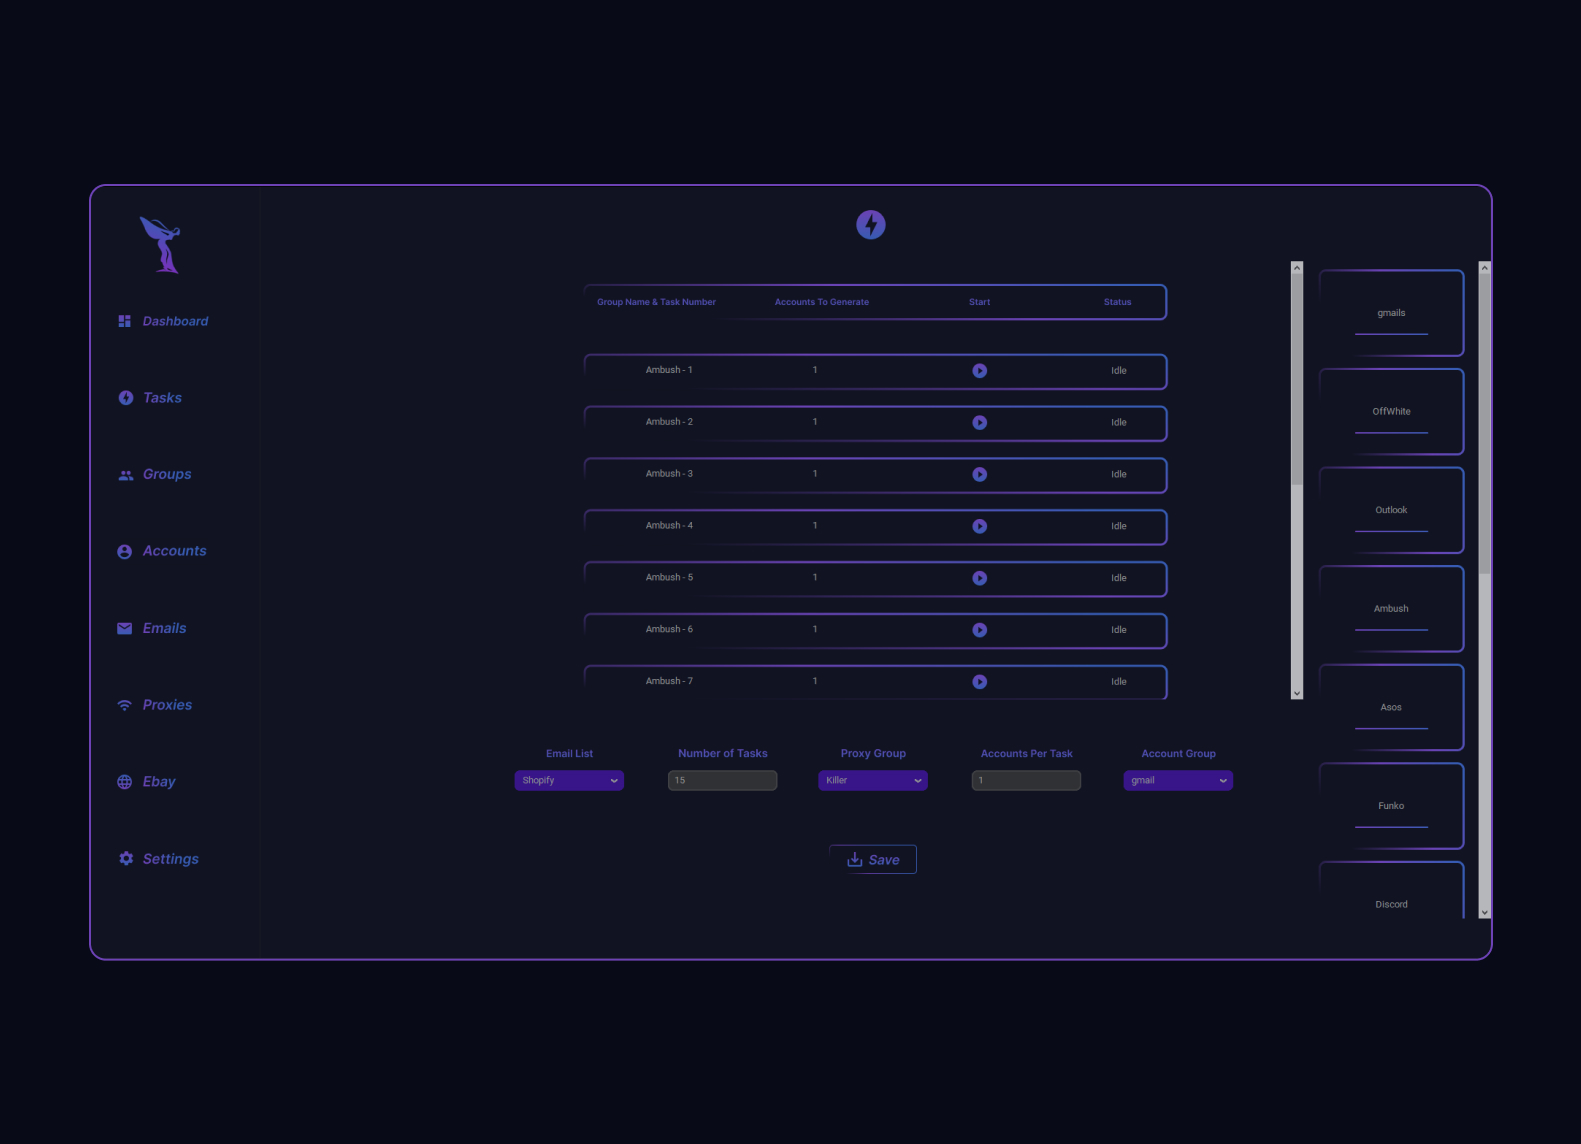 Dashboard
Tasks
Groups
Accounts
Emails
Proxies
Ebay
Settings
Group Name & Task Number Accounts To Generate Start Status
Ambush - 1 1 Idle
Ambush - 2 1 Idle
Ambush - 3 1 Idle
Ambush - 4 1 Idle
Ambush - 5 1 Idle
Ambush - 6 1 Idle
Ambush - 7 1 Idle
Email List Number of Tasks Proxy Group Accounts Per Task Account Group
Shopify 15 Killer 1 gmail
Save
gmails
OffWhite
Outlook
Ambush
Asos
Funko
Discord